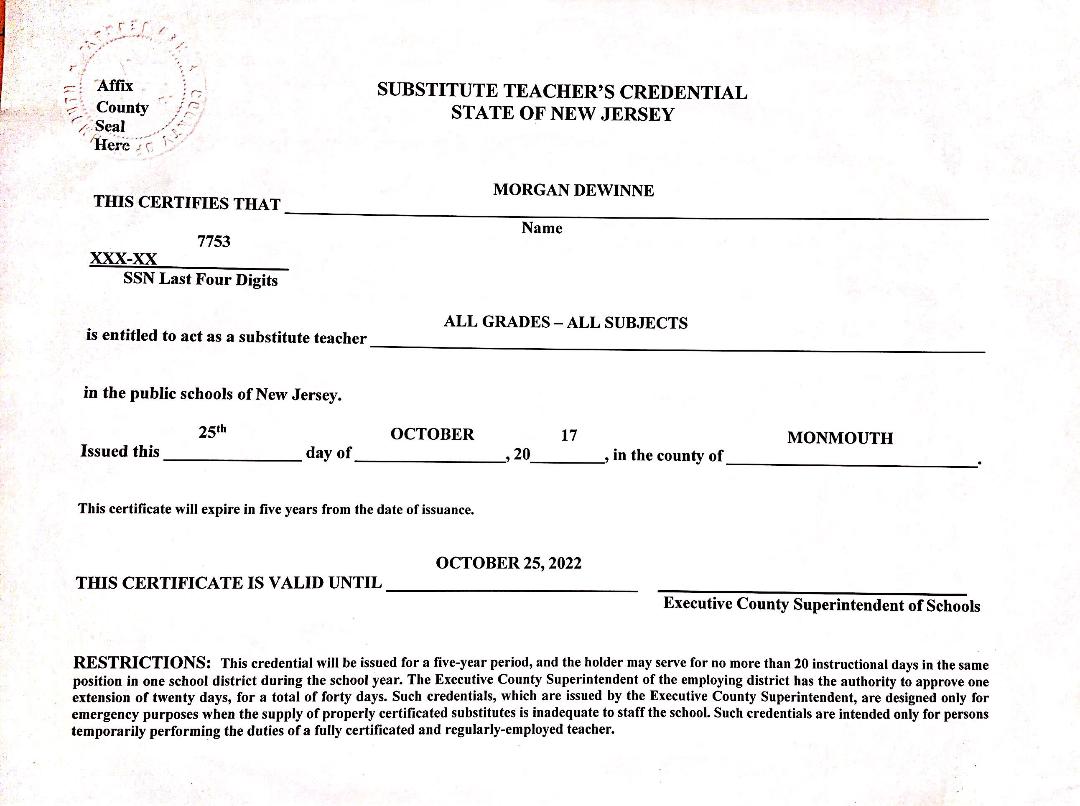 Affix
County
Seal
Here
SUBSTITUTE TEACHER'S CREDENTIAL
STATE OF NEW JERSEY
MORGAN DEWINNE
THIS CERTIFIES THAT
Name
7753
XXX-XX
SSN Last Four Digits
ALL GRADES – ALL SUBJECTS
is entitled to act as a substitute teacher
in the public schools of New Jersey.
25th OCTOBER 17 MONMOUTH
Issued this day of , 20 , in the county of .
This certificate will expire in five years from the date of issuance.
OCTOBER 25, 2022
THIS CERTIFICATE IS VALID UNTIL
Executive County Superintendent of Schools
RESTRICTIONS: This credential will be issued for a five-year period, and the holder may serve for no more than 20 instructional days in the same
position in one school district during the school year. The Executive County Superintendent of the employing district has the authority to approve one
extension of twenty days, for a total of forty days. Such credentials, which are issued by the Executive County Superintendent, are designed only for
emergency purposes when the supply of properly certificated substitutes is inadequate to staff the school. Such credentials are intended only for persons
temporarily performing the duties of a fully certificated and regularly-employed teacher.